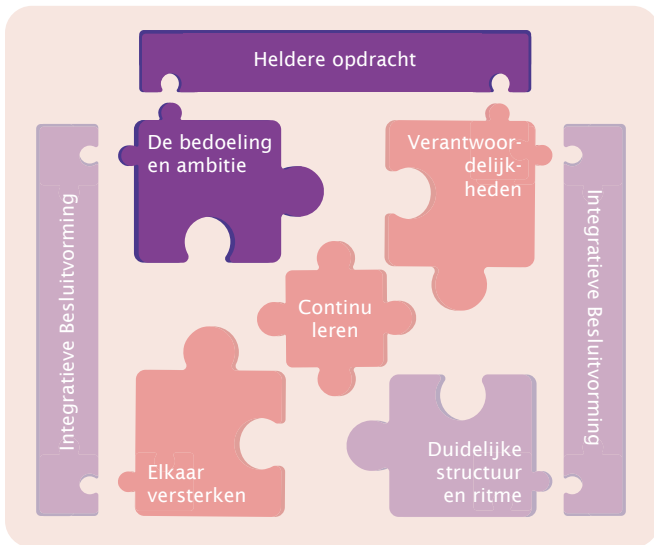 Heldere opdracht
De bedoeling
en ambitie
Verantwoor-
delijk-
heden
Integratieve Besluitvorming
Continu
leren
Integratieve Besluitvorming
Elkaar
versterken
Duidelijke
structuur
en ritme